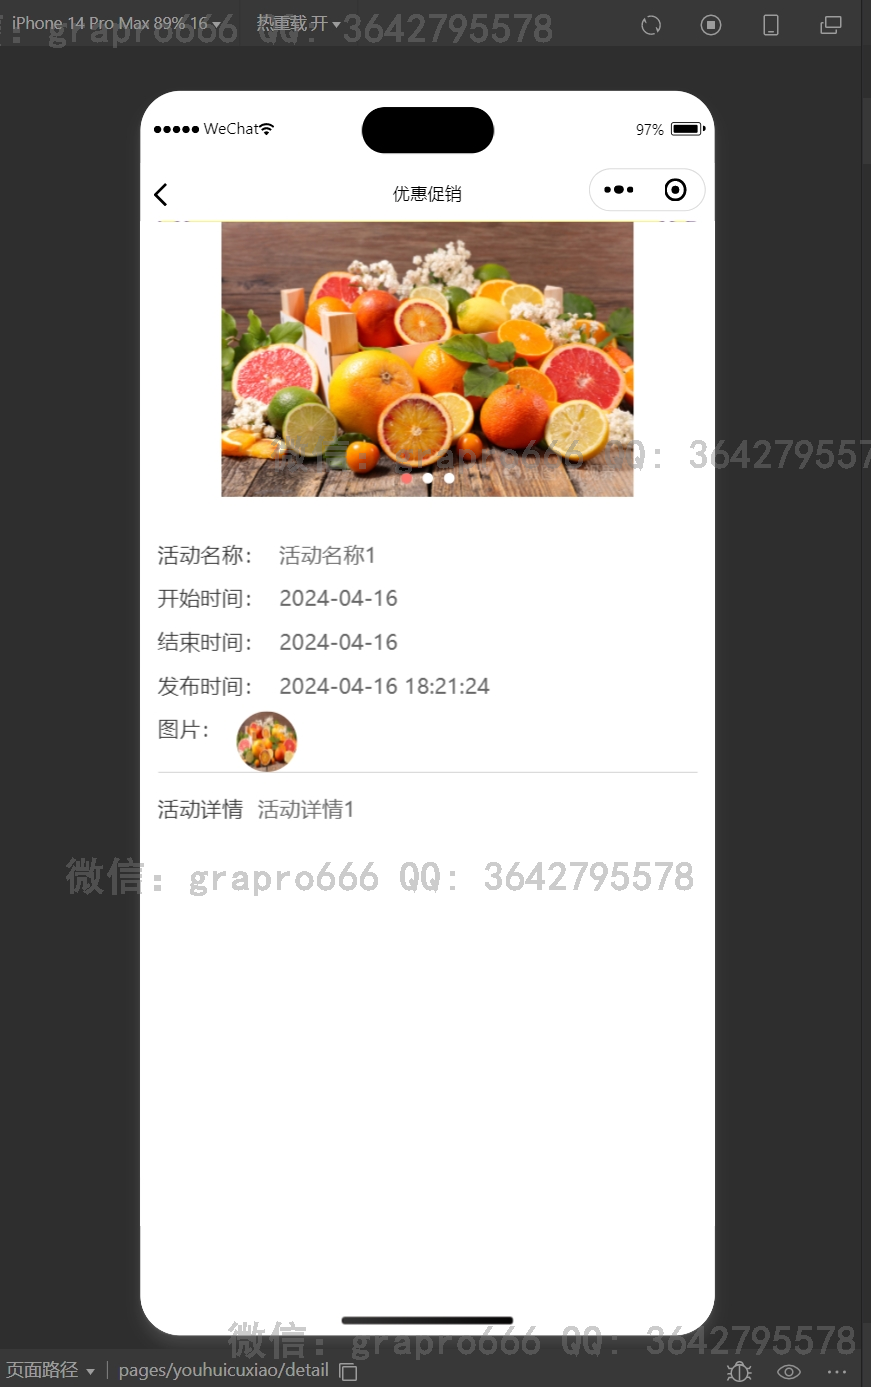 iPhone 14 Pro Max 89% 16 热重载 开
: grapro666 QQ: 3642795578
WeChat 97%
优惠促销
微信: grapro666 QQ: 364279557
活动名称： 活动名称1
开始时间： 2024-04-16
结束时间： 2024-04-16
发布时间： 2024-04-16 18:21:24
图片：
活动详情 活动详情1
微信: grapro666 QQ: 3642795578
微信: grapro666 QQ: 3642795578
页面路径 pages/youhuicuxiao/detail